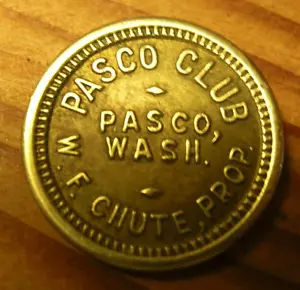 PASCO CLUB
PASCO,
WASH.
W. F. CHUTE, PROP.